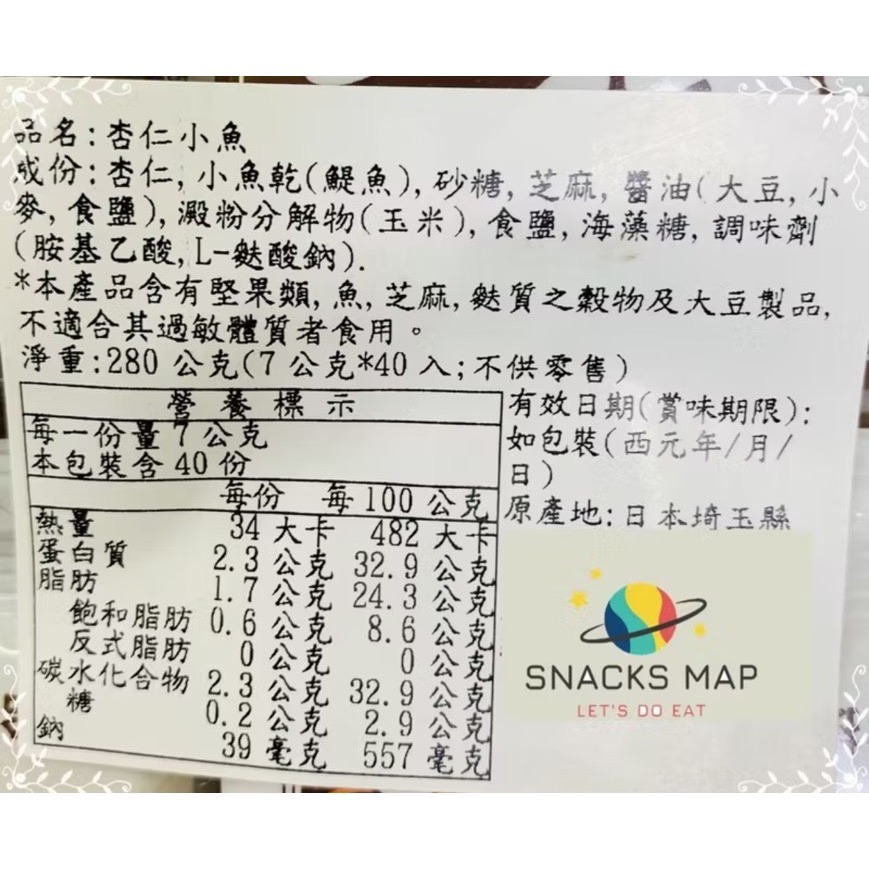 品名:杏仁小魚
成份:杏仁,小魚乾(鯷魚),砂糖,芝麻,醬油(大豆,小
麥,食鹽),澱粉分解物(玉米),食鹽,海藻糖,調味劑
(胺基乙酸,L-麩酸鈉).
*本產品含有堅果類,魚,芝麻,麩質之穀物及大豆製品,
不適合其過敏體質者食用。
淨重:280 公克(7 公克*40 入;不供零售)
營養標示
每一份量 7 公克
本包裝含 40 份
每份 每 100 公克
熱量 34 大卡 482 大卡
蛋白質 2.3 公克 32.9 公克
脂肪 1.7 公克 24.3 公克
飽和脂肪 0.6 公克 8.6 公克
反式脂肪 0 公克 0 公克
碳水化合物 2.3 公克 32.9 公克
糖 0.2 公克 2.9 公克
鈉 39 毫克 557 毫克
有效日期(賞味期限):
如包裝(西元年/月/
日)
原產地:日本埼玉縣
SNACKS MAP
LET'S DO EAT